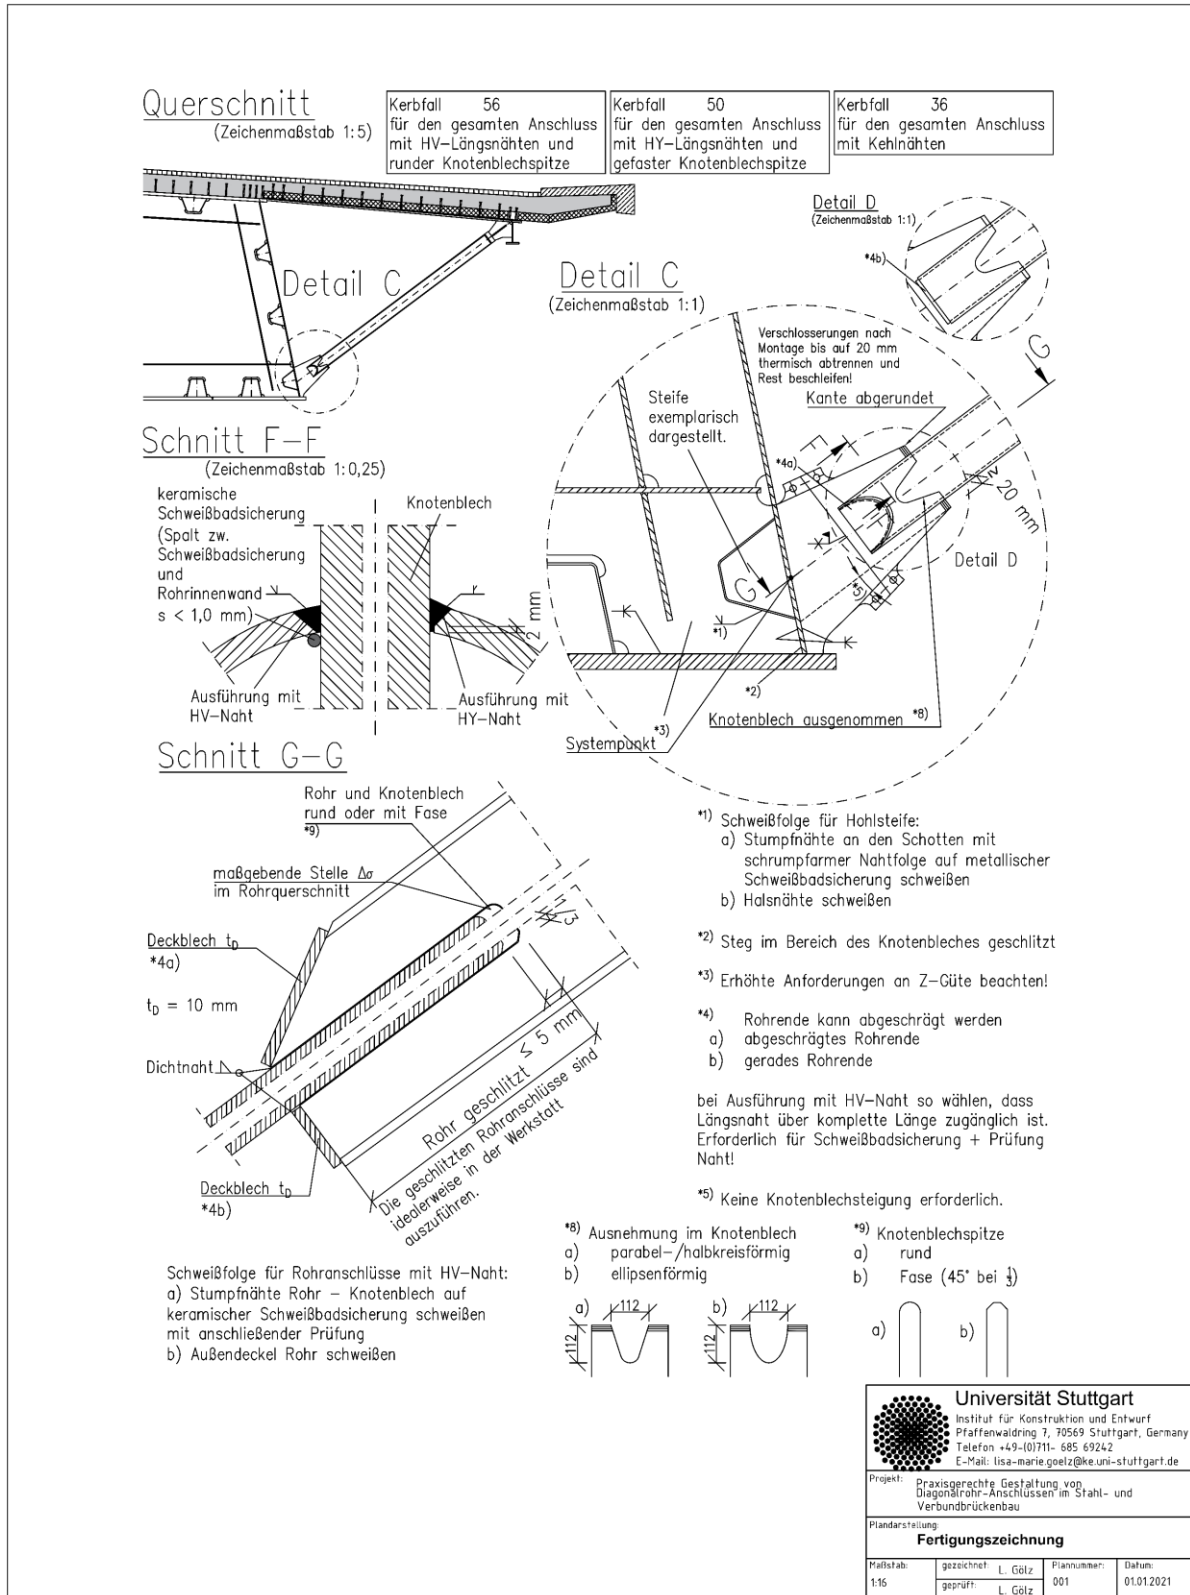 Querschnitt
(Zeichenmaßstab 1:5)
Kerbfall 56
für den gesamten Anschluss
mit HV-Längsnähten und
runder Knotenblechspitze
Kerbfall 50
für den gesamten Anschluss
mit HY-Längsnähten und
gefaster Knotenblechspitze
Kerbfall 36
für den gesamten Anschluss
mit Kehlnähten
Detail D
(Zeichenmaßstab 1:1)
*4b)
Detail C
Detail C
(Zeichenmaßstab 1:1)
Verschlosserungen nach
Montage bis auf 20 mm
thermisch abtrennen und
Rest beschleifen!
G
Kante abgerundet
Steife
exemplarisch
dargestellt.
F
*4a)
F
≈ 20 mm
Detail D
*5)
G
*1)
*2)
Knotenblech ausgenommen *8)
*3)
Systempunkt
Schnitt F-F
(Zeichenmaßstab 1:0,25)
keramische
Schweißbadsicherung
(Spalt zw.
Schweißbadsicherung
und
Rohrinnenwand
s < 1,0 mm)
Knotenblech
2 mm
Ausführung mit
HV-Naht
Ausführung mit
HY-Naht
Schnitt G-G
Rohr und Knotenblech
rund oder mit Fase
*9)
maßgebende Stelle Δσ
im Rohrquerschnitt
1/3
Deckblech t_D
*4a)
t_D = 10 mm
Dichtnaht
≤ 5 mm
Rohr geschlitzt
Die geschlitzten Rohranschlüsse sind
idealerweise in der Werkstatt
auszuführen.
Deckblech t_D
*4b)
Schweißfolge für Rohranschlüsse mit HV-Naht:
a) Stumpfnähte Rohr - Knotenblech auf
keramischer Schweißbadsicherung schweißen
mit anschließender Prüfung
b) Außendeckel Rohr schweißen
*1) Schweißfolge für Hohlsteife:
a) Stumpfnähte an den Schotten mit
schrumpfarmer Nahtfolge auf metallischer
Schweißbadsicherung schweißen
b) Halsnähte schweißen
*2) Steg im Bereich des Knotenbleches geschlitzt
*3) Erhöhte Anforderungen an Z-Güte beachten!
*4) Rohrende kann abgeschrägt werden
a) abgeschrägtes Rohrende
b) gerades Rohrende
bei Ausführung mit HV-Naht so wählen, dass
Längsnaht über komplette Länge zugänglich ist.
Erforderlich für Schweißbadsicherung + Prüfung
Naht!
*5) Keine Knotenblechsteigung erforderlich.
*8) Ausnehmung im Knotenblech
a) parabel-/halbkreisförmig
b) ellipsenförmig
a) 112
112
b) 112
112
*9) Knotenblechspitze
a) rund
b) Fase (45° bei 1/3)
a)
b)
Universität Stuttgart
Institut für Konstruktion und Entwurf
Pfaffenwaldring 7, 70569 Stuttgart, Germany
Telefon +49-(0)711- 685 69242
E-Mail: lisa-marie.goelz@ke.uni-stuttgart.de
Projekt: Praxisgerechte Gestaltung von
Diagonalrohr-Anschlüssen im Stahl- und
Verbundbrückenbau
Plandarstellung:
Fertigungszeichnung
Maßstab: 1:16
gezeichnet: L. Gölz
geprüft: L. Gölz
Plannummer: 001
Datum: 01.01.2021